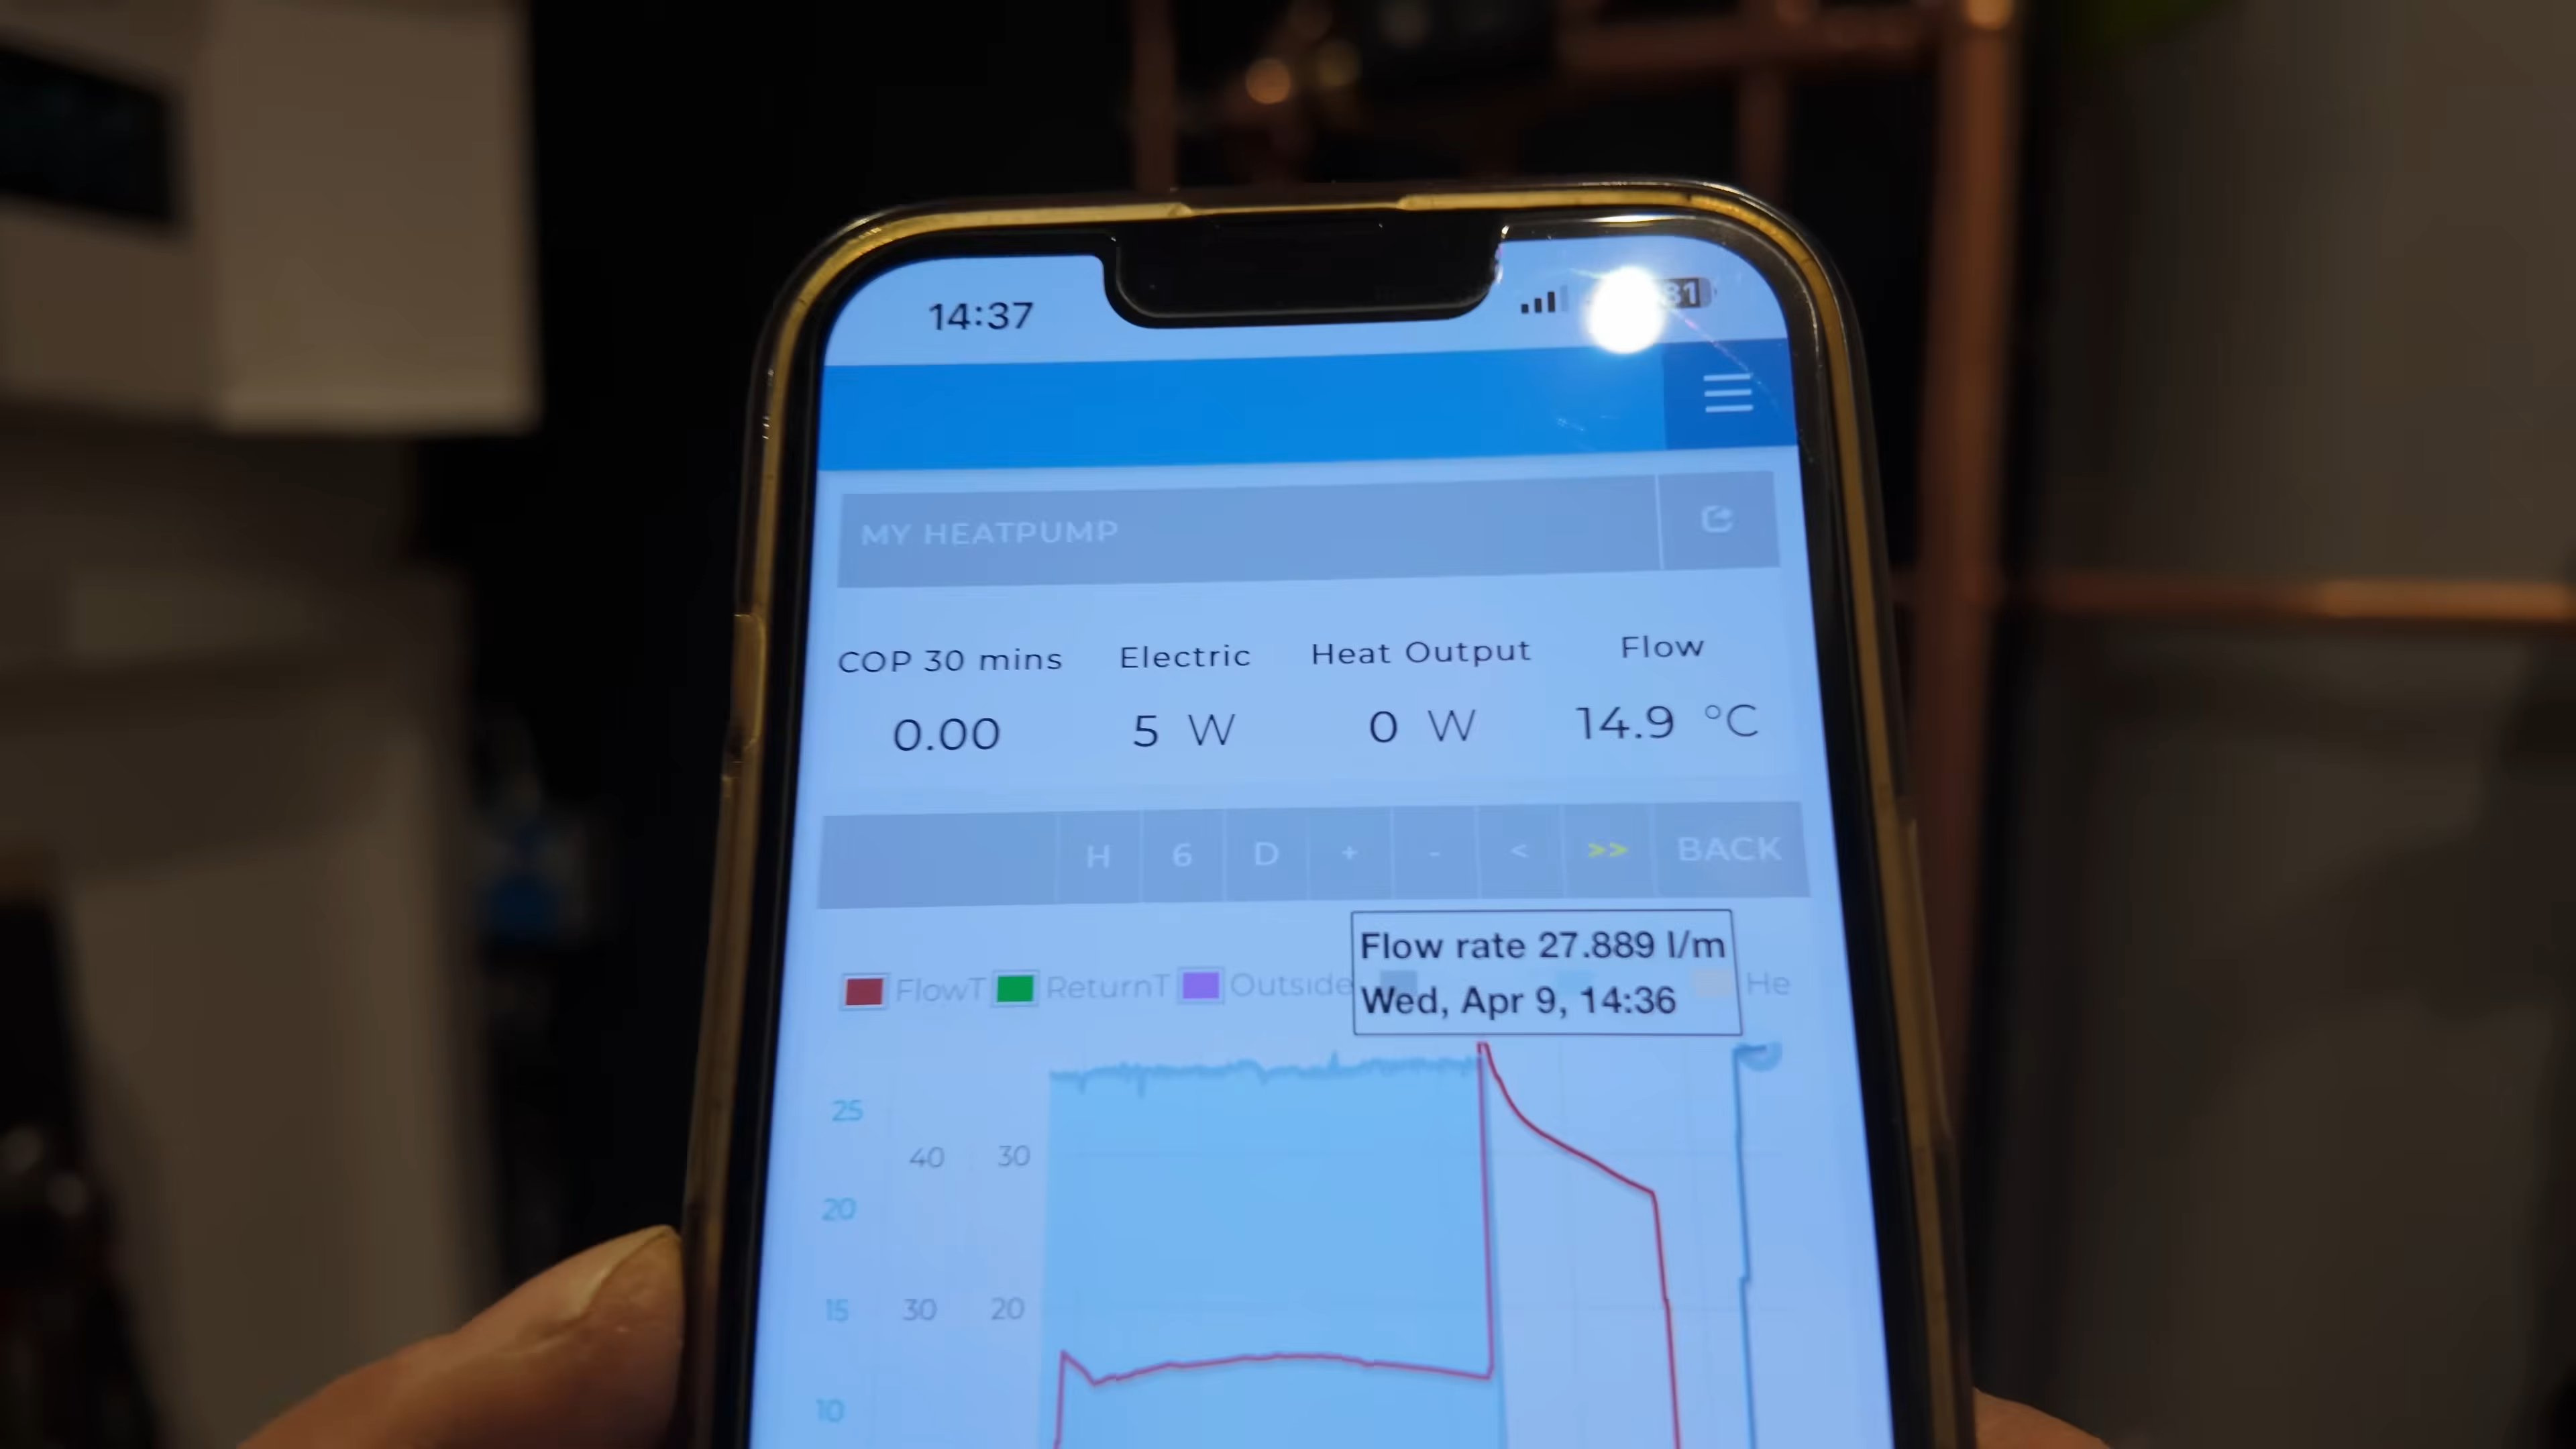 14:37
81
MY HEATPUMP
COP 30 mins Electric Heat Output Flow
0.00 5 W 0 W 14.9 °C
H 6 D + - < >> BACK
Flow rate 27.889 l/m
FlowT ReturnT Outside He
Wed, Apr 9, 14:36
25
40 30
20
15 30 20
10